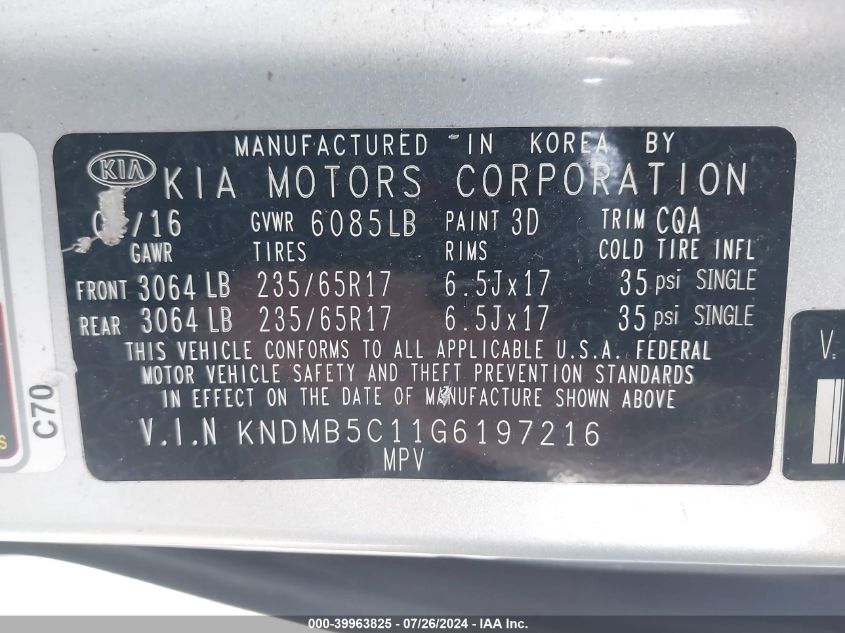 MANUFACTURED IN KOREA BY
KIA
KIA MOTORS CORPORATION
/16 GVWR 6085LB PAINT 3D TRIM CQA
GAWR TIRES RIMS COLD TIRE INFL
FRONT 3064 LB 235/65R17 6.5Jx17 35 psi SINGLE
REAR 3064 LB 235/65R17 6.5Jx17 35 psi SINGLE
THIS VEHICLE CONFORMS TO ALL APPLICABLE U.S.A. FEDERAL
MOTOR VEHICLE SAFETY AND THEFT PREVENTION STANDARDS
IN EFFECT ON THE DATE OF MANUFACTURE SHOWN ABOVE
V.I.N KNDMB5C11G6197216
MPV
C70
S
V.
000-39963825 - 07/26/2024 - IAA Inc.